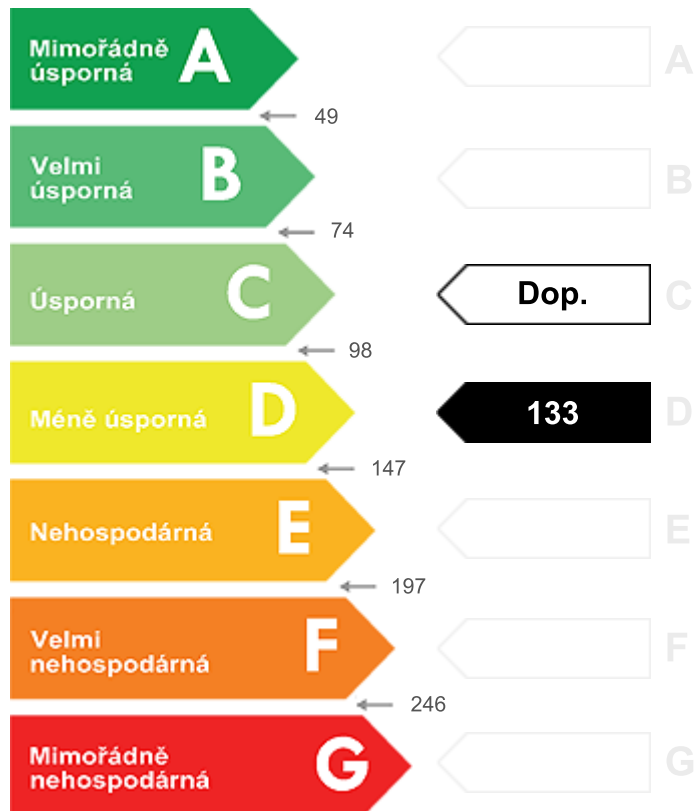 Mimořádně
úsporná
A
A
49
Velmi
úsporná
B
B
74
Úsporná
C
Dop.
C
98
Méně úsporná
D
133
D
147
Nehospodárná
E
E
197
Velmi
nehospodárná
F
F
246
Mimořádně
nehospodárná
G
G